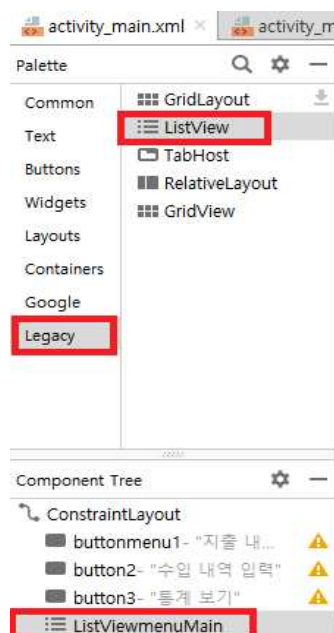 activity_main.xml
activity_m
Palette
Common
Text
Buttons
Widgets
Layouts
Containers
Google
Legacy
GridLayout
ListView
TabHost
RelativeLayout
GridView
Component Tree
ConstraintLayout
buttonmenu1- "지출 내...
button2- "수입 내역 입력"
button3- "통계 보기"
ListViewmenuMain